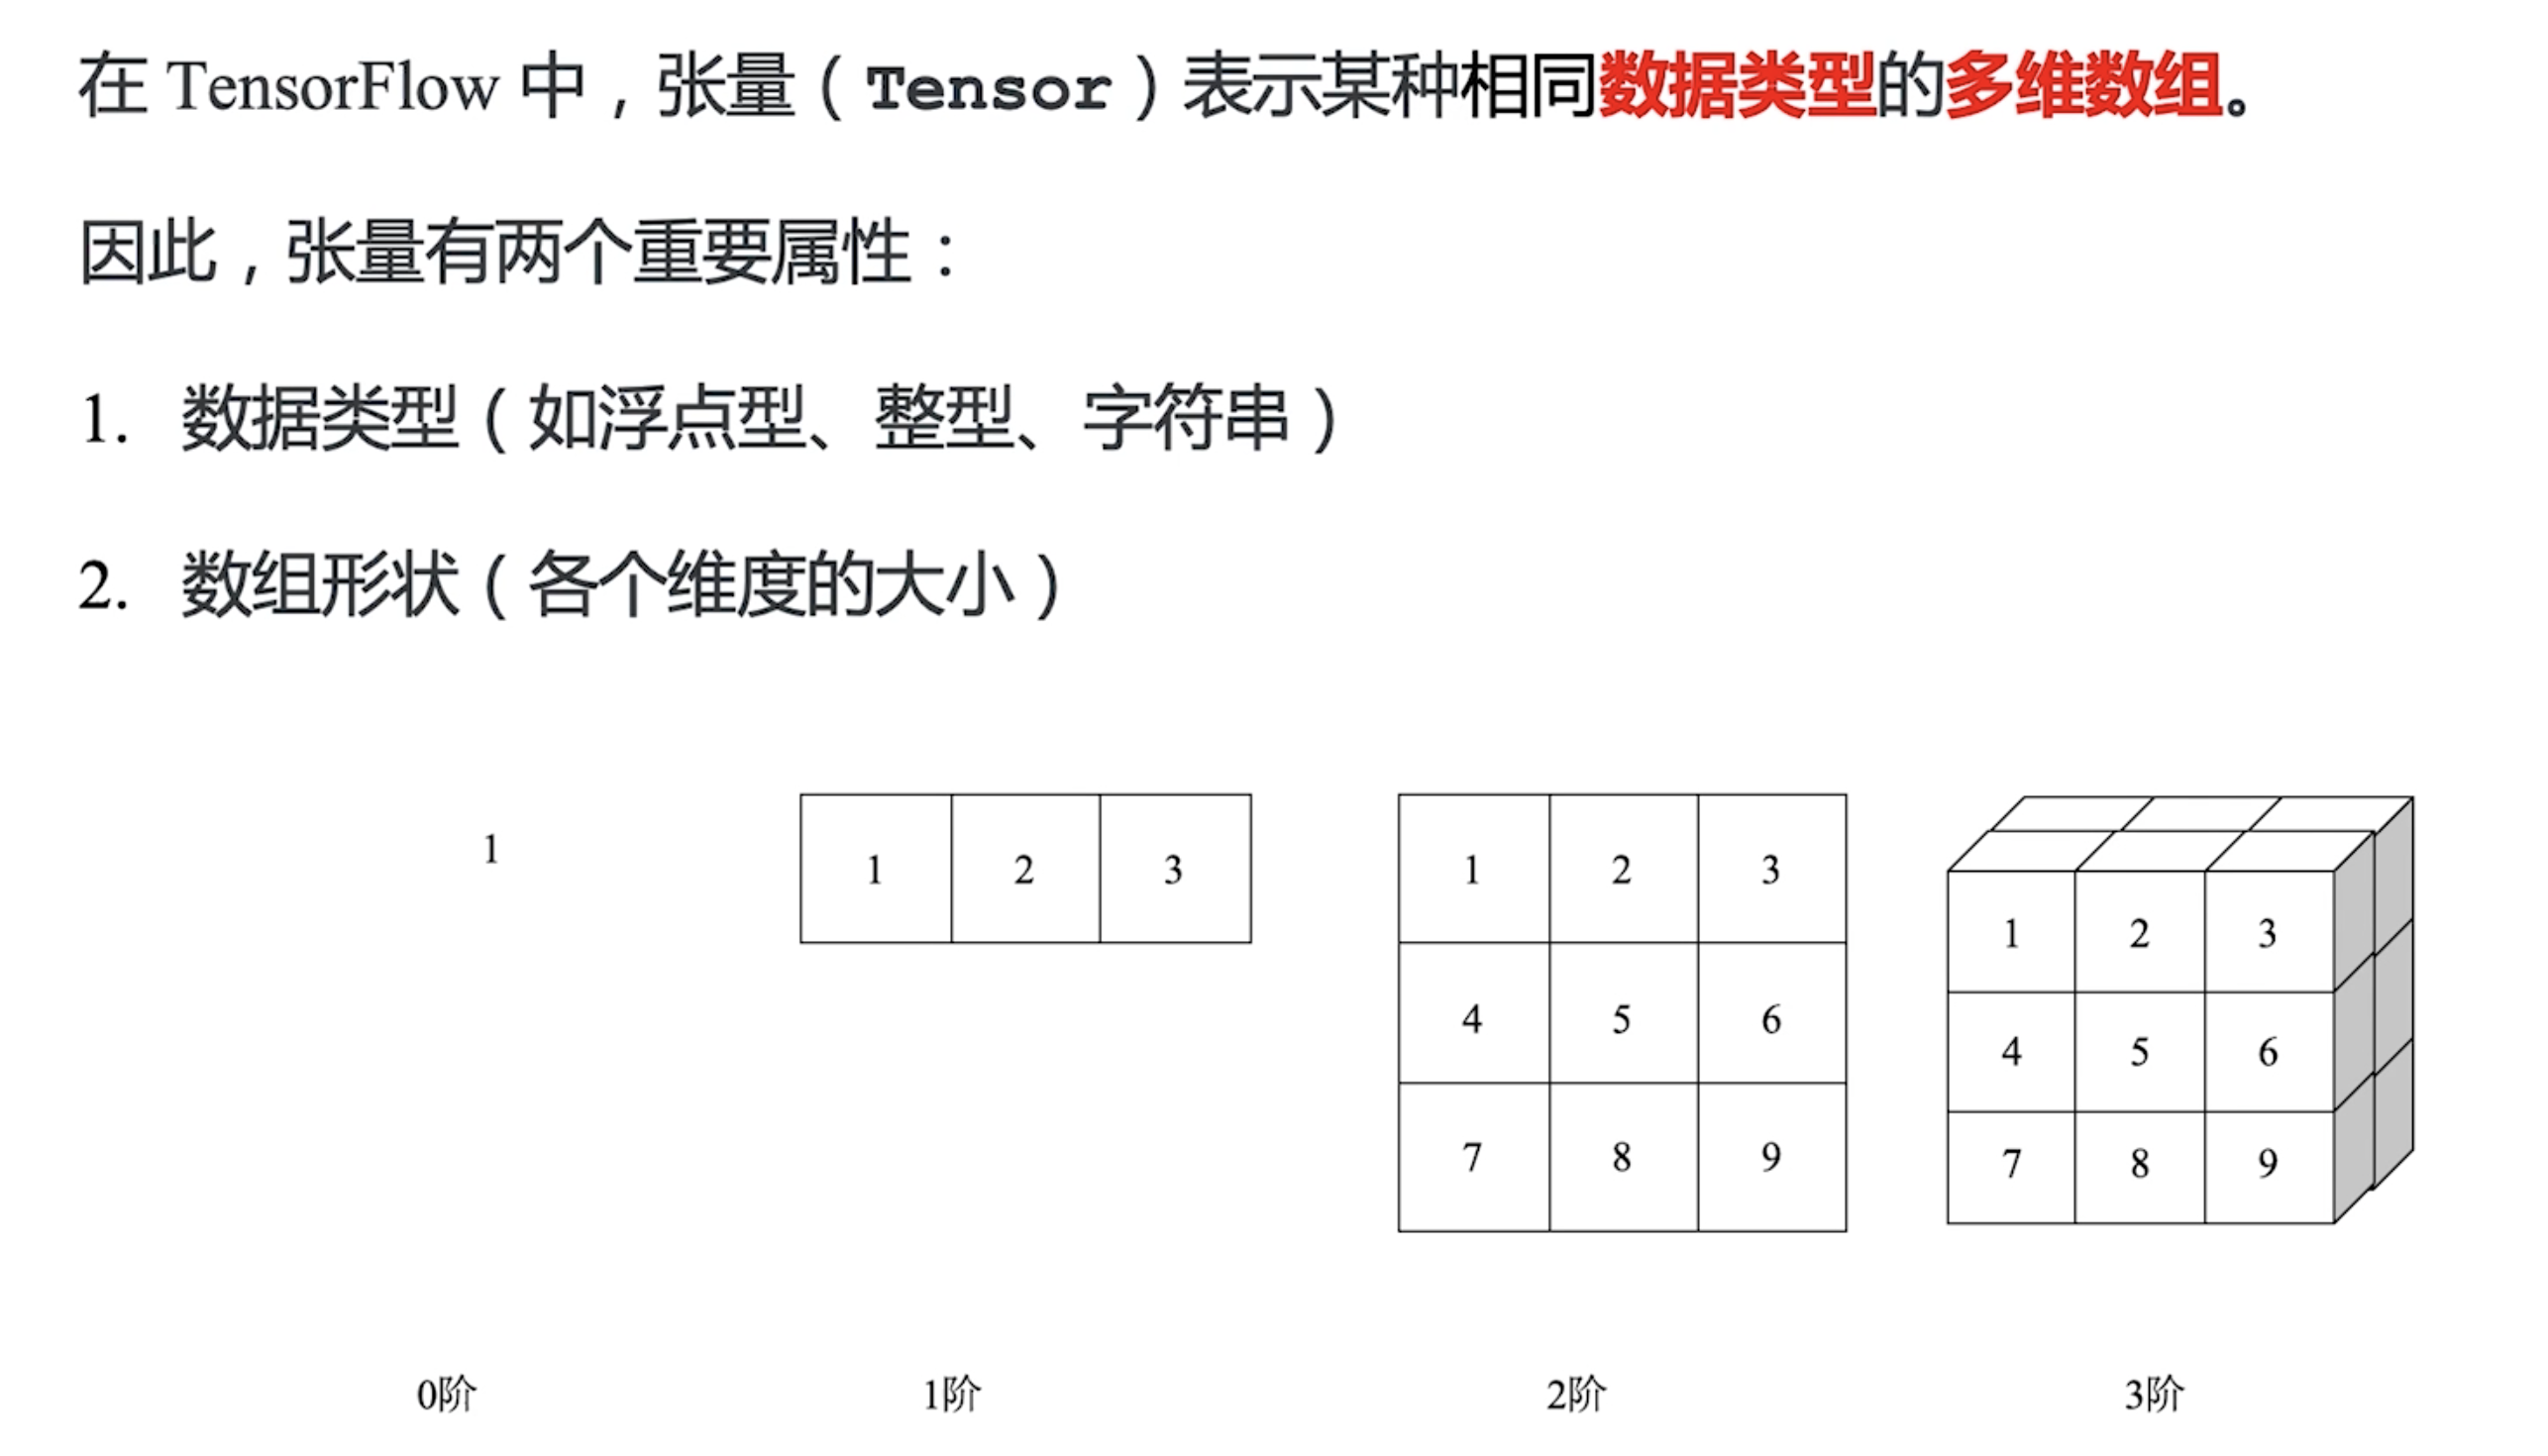 在 TensorFlow 中，张量（Tensor）表示某种相同数据类型的多维数组。
因此，张量有两个重要属性：
1. 数据类型（如浮点型、整型、字符串）
2. 数组形状（各个维度的大小）
1
1 2 3
1 2 3
4 5 6
7 8 9
1 2 3
4 5 6
7 8 9
0阶 1阶 2阶 3阶